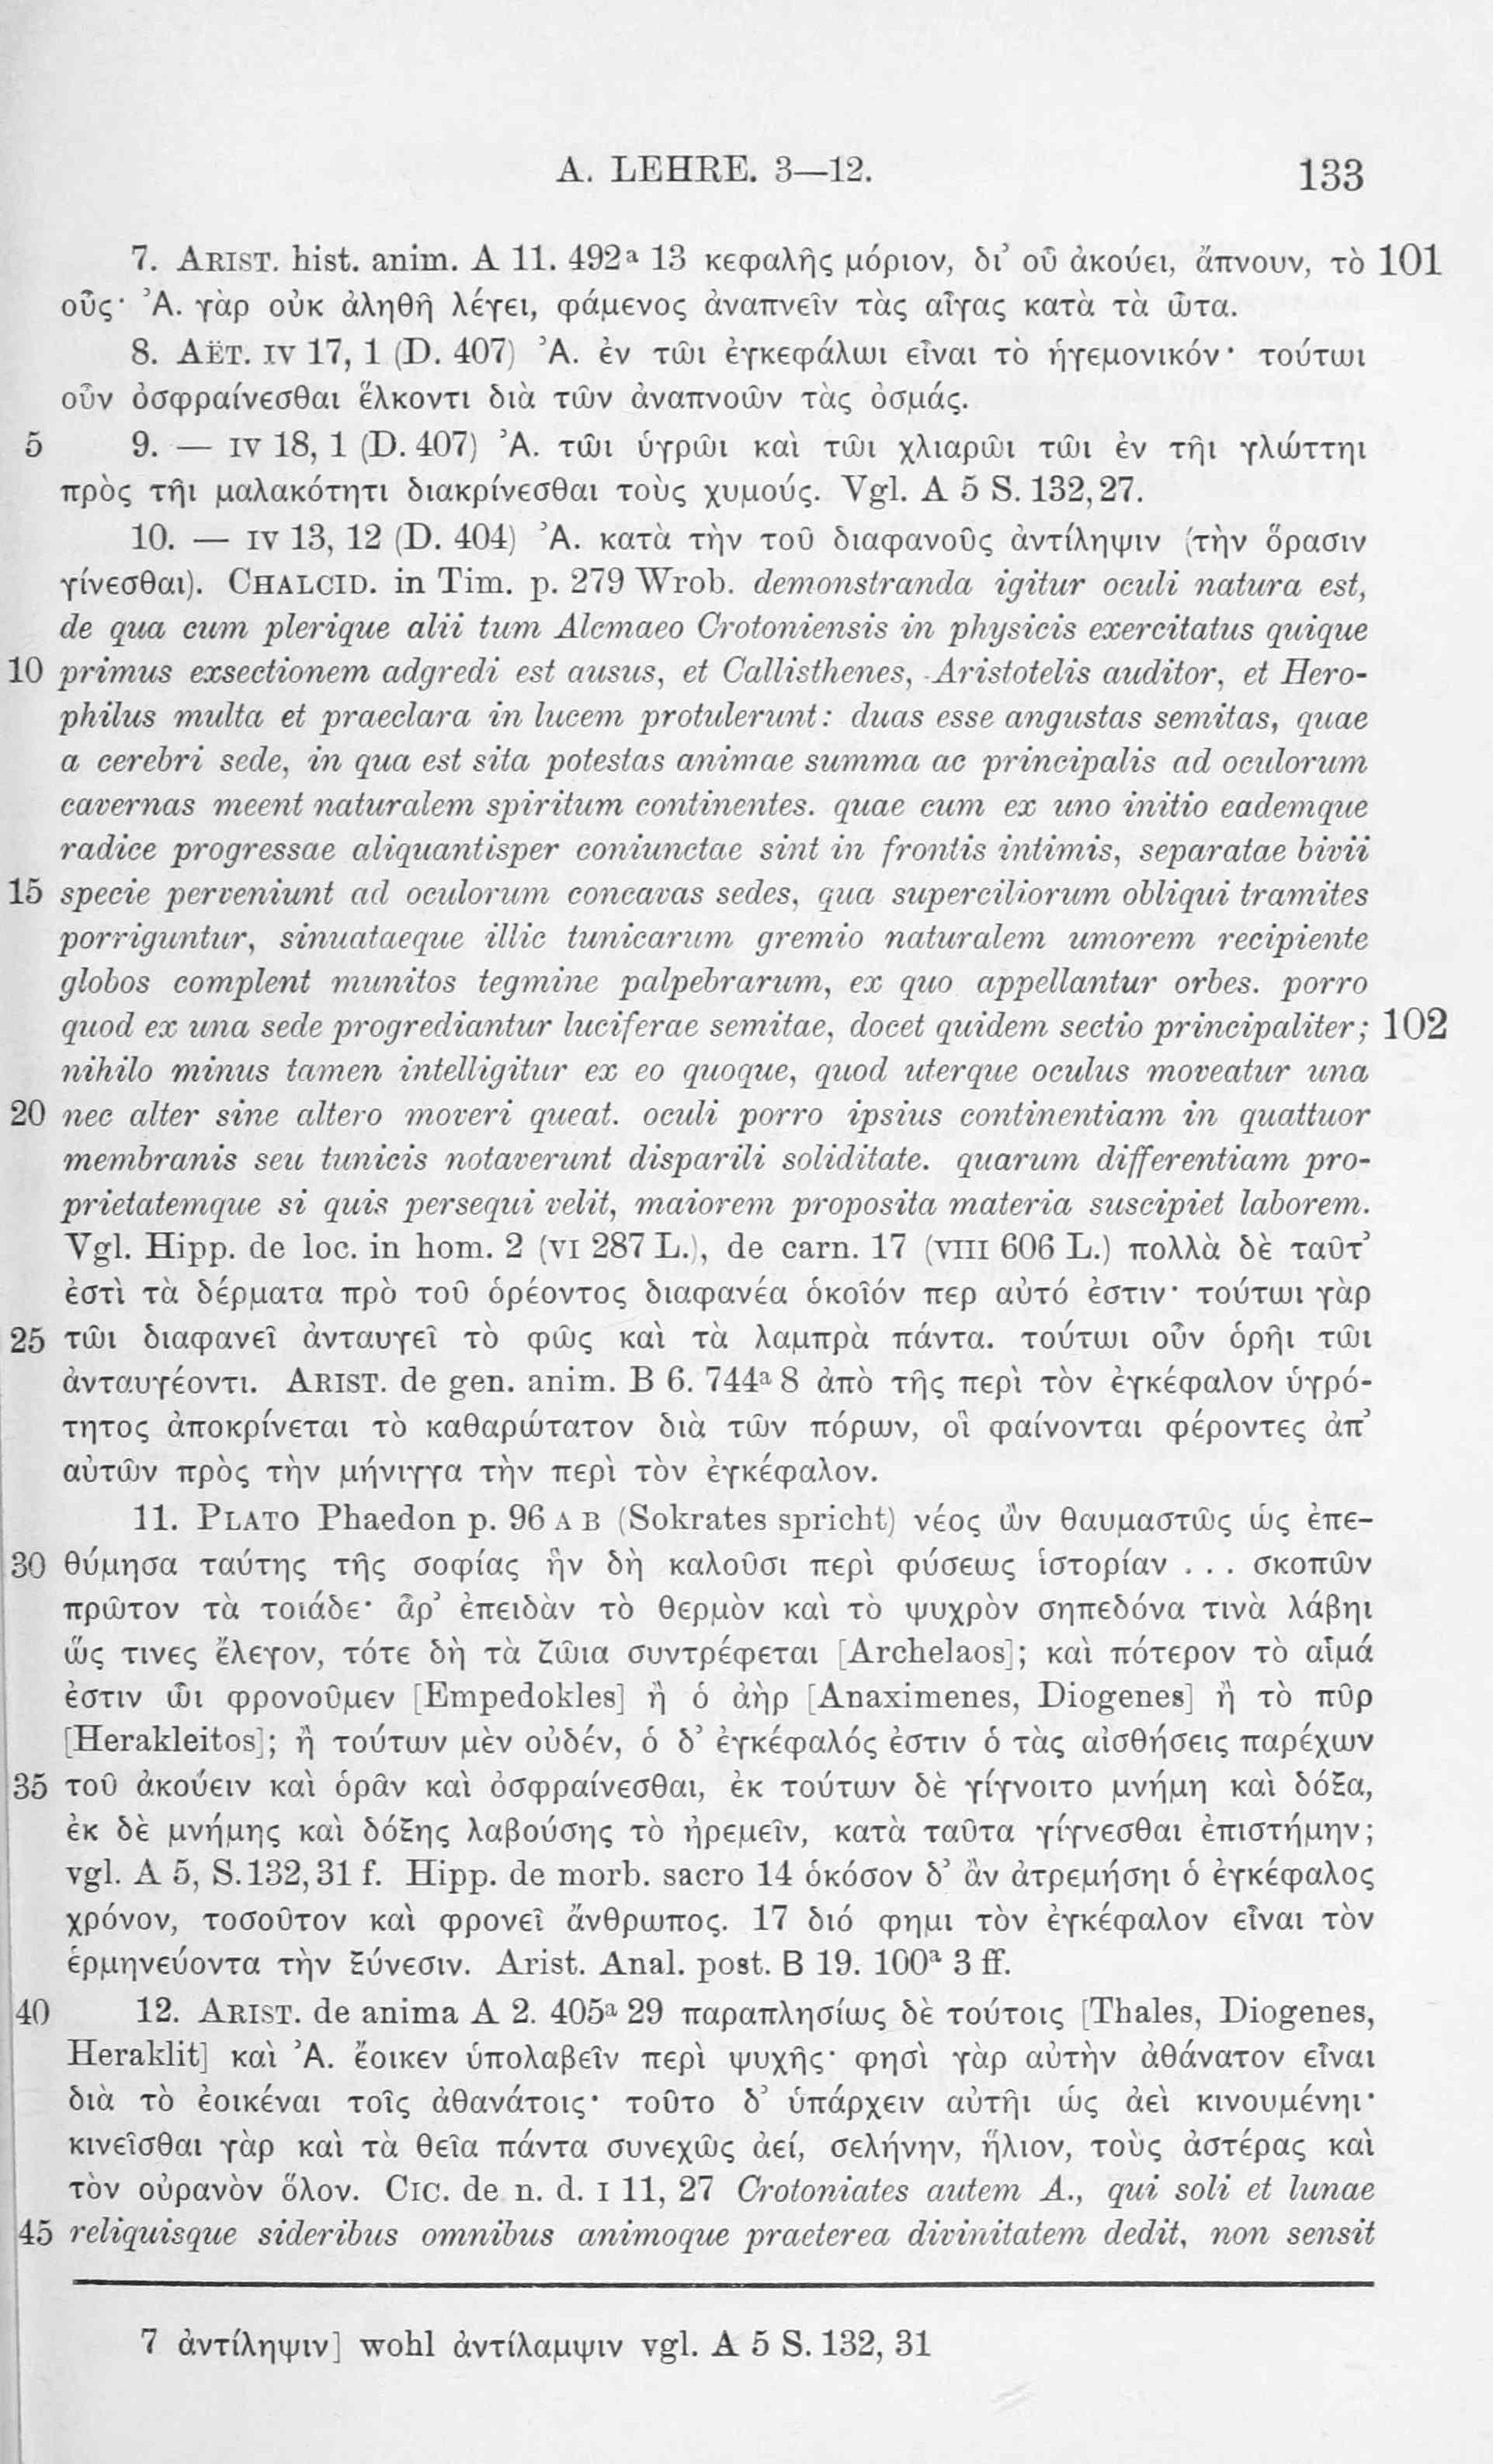 A. LEHRE. 3—12. 133
7. ARIST. hist. anim. A 11. 492ᵃ 13 κεφαλῆς μόριον, δι’ οὗ ἀκούει, ἄπνουν, τὸ 101
οὖς· Ἀ. γὰρ οὐκ ἀληθῆ λέγει, φάμενος ἀναπνεῖν τὰς αἶγας κατὰ τὰ ὦτα.
8. AËT. IV 17, 1 (D. 407) Ἀ. ἐν τῶι ἐγκεφάλωι εἶναι τὸ ἡγεμονικόν· τούτωι
οὖν ὀσφραίνεσθαι ἕλκοντι διὰ τῶν ἀναπνοῶν τὰς ὀσμάς.
5 9. — IV 18, 1 (D. 407) Ἀ. τῶι ὑγρῶι καὶ τῶι χλιαρῶι τῶι ἐν τῆι γλώττηι
πρὸς τῆι μαλακότητι διακρίνεσθαι τοὺς χυμούς. Vgl. A 5 S. 132,27.
10. — IV 13, 12 (D. 404) Ἀ. κατὰ τὴν τοῦ διαφανοῦς ἀντίληψιν (τὴν ὅρασιν
γίνεσθαι). CHALCID. in Tim. p. 279 Wrob. demonstranda igitur oculi natura est,
de qua cum plerique alii tum Alcmaeo Crotoniensis in physicis exercitatus quique
10 primus exsectionem adgredi est ausus, et Callisthenes, Aristotelis auditor, et Hero-
philus multa et praeclara in lucem protulerunt: duas esse angustas semitas, quae
a cerebri sede, in qua est sita potestas animae summa ac principalis ad oculorum
cavernas meent naturalem spiritum continentes. quae cum ex uno initio eademque
radice progressae aliquantisper coniunctae sint in frontis intimis, separatae bivii
15 specie perveniunt ad oculorum concavas sedes, qua superciliorum obliqui tramites
porriguntur, sinuataeque illic tunicarum gremio naturalem umorem recipiente
globos complent munitos tegmine palpebrarum, ex quo appellantur orbes. porro
quod ex una sede progrediantur luciferae semitae, docet quidem sectio principaliter; 102
nihilo minus tamen intelligitur ex eo quoque, quod uterque oculus moveatur una
20 nec alter sine altero moveri queat. oculi porro ipsius continentiam in quattuor
membranis seu tunicis notaverunt disparili soliditate. quarum differentiam pro-
prietatemque si quis persequi velit, maiorem proposita materia suscipiet laborem.
Vgl. Hipp. de loc. in hom. 2 (VI 287 L.), de carn. 17 (VIII 606 L.) πολλὰ δὲ ταῦτ’
ἐστὶ τὰ δέρματα πρὸ τοῦ ὁρέοντος διαφανέα ὁκοῖόν περ αὐτό ἐστιν· τούτωι γὰρ
25 τῶι διαφανεῖ ἀνταυγεῖ τὸ φῶς καὶ τὰ λαμπρὰ πάντα. τούτωι οὖν ὁρῆι τῶι
ἀνταυγέοντι. ARIST. de gen. anim. B 6. 744ᵃ 8 ἀπὸ τῆς περὶ τὸν ἐγκέφαλον ὑγρό-
τητος ἀποκρίνεται τὸ καθαρώτατον διὰ τῶν πόρων, οἳ φαίνονται φέροντες ἀπ’
αὐτῶν πρὸς τὴν μήνιγγα τὴν περὶ τὸν ἐγκέφαλον.
11. PLATO Phaedon p. 96 A B (Sokrates spricht) νέος ὢν θαυμαστῶς ὡς ἐπε-
30 θύμησα ταύτης τῆς σοφίας ἣν δὴ καλοῦσι περὶ φύσεως ἱστορίαν . . . σκοπῶν
πρῶτον τὰ τοιάδε· ἆρ’ ἐπειδὰν τὸ θερμὸν καὶ τὸ ψυχρὸν σηπεδόνα τινὰ λάβηι
ὥς τινες ἔλεγον, τότε δὴ τὰ ζῶια συντρέφεται [Archelaos]; καὶ πότερον τὸ αἷμά
ἐστιν ὧι φρονοῦμεν [Empedokles] ἢ ὁ ἀὴρ [Anaximenes, Diogenes] ἢ τὸ πῦρ
[Herakleitos]; ἢ τούτων μὲν οὐδέν, ὁ δ’ ἐγκέφαλός ἐστιν ὁ τὰς αἰσθήσεις παρέχων
35 τοῦ ἀκούειν καὶ ὁρᾶν καὶ ὀσφραίνεσθαι, ἐκ τούτων δὲ γίγνοιτο μνήμη καὶ δόξα,
ἐκ δὲ μνήμης καὶ δόξης λαβούσης τὸ ἠρεμεῖν, κατὰ ταῦτα γίγνεσθαι ἐπιστήμην;
vgl. A 5, S. 132,31 f. Hipp. de morb. sacro 14 ὁκόσον δ’ ἂν ἀτρεμήσηι ὁ ἐγκέφαλος
χρόνον, τοσοῦτον καὶ φρονεῖ ἄνθρωπος. 17 διό φημι τὸν ἐγκέφαλον εἶναι τὸν
ἑρμηνεύοντα τὴν ξύνεσιν. Arist. Anal. post. B 19. 100ᵃ 3 ff.
40 12. ARIST. de anima A 2. 405ᵃ 29 παραπλησίως δὲ τούτοις [Thales, Diogenes,
Heraklit] καὶ Ἀ. ἔοικεν ὑπολαβεῖν περὶ ψυχῆς· φησὶ γὰρ αὐτὴν ἀθάνατον εἶναι
διὰ τὸ ἐοικέναι τοῖς ἀθανάτοις· τοῦτο δ’ ὑπάρχειν αὐτῆι ὡς ἀεὶ κινουμένηι·
κινεῖσθαι γὰρ καὶ τὰ θεῖα πάντα συνεχῶς ἀεί, σελήνην, ἥλιον, τοὺς ἀστέρας καὶ
τὸν οὐρανὸν ὅλον. CIC. de n. d. I 11, 27 Crotoniates autem A., qui soli et lunae
45 reliquisque sideribus omnibus animoque praeterea divinitatem dedit, non sensit
7 ἀντίληψιν] wohl ἀντίλαμψιν vgl. A 5 S. 132, 31